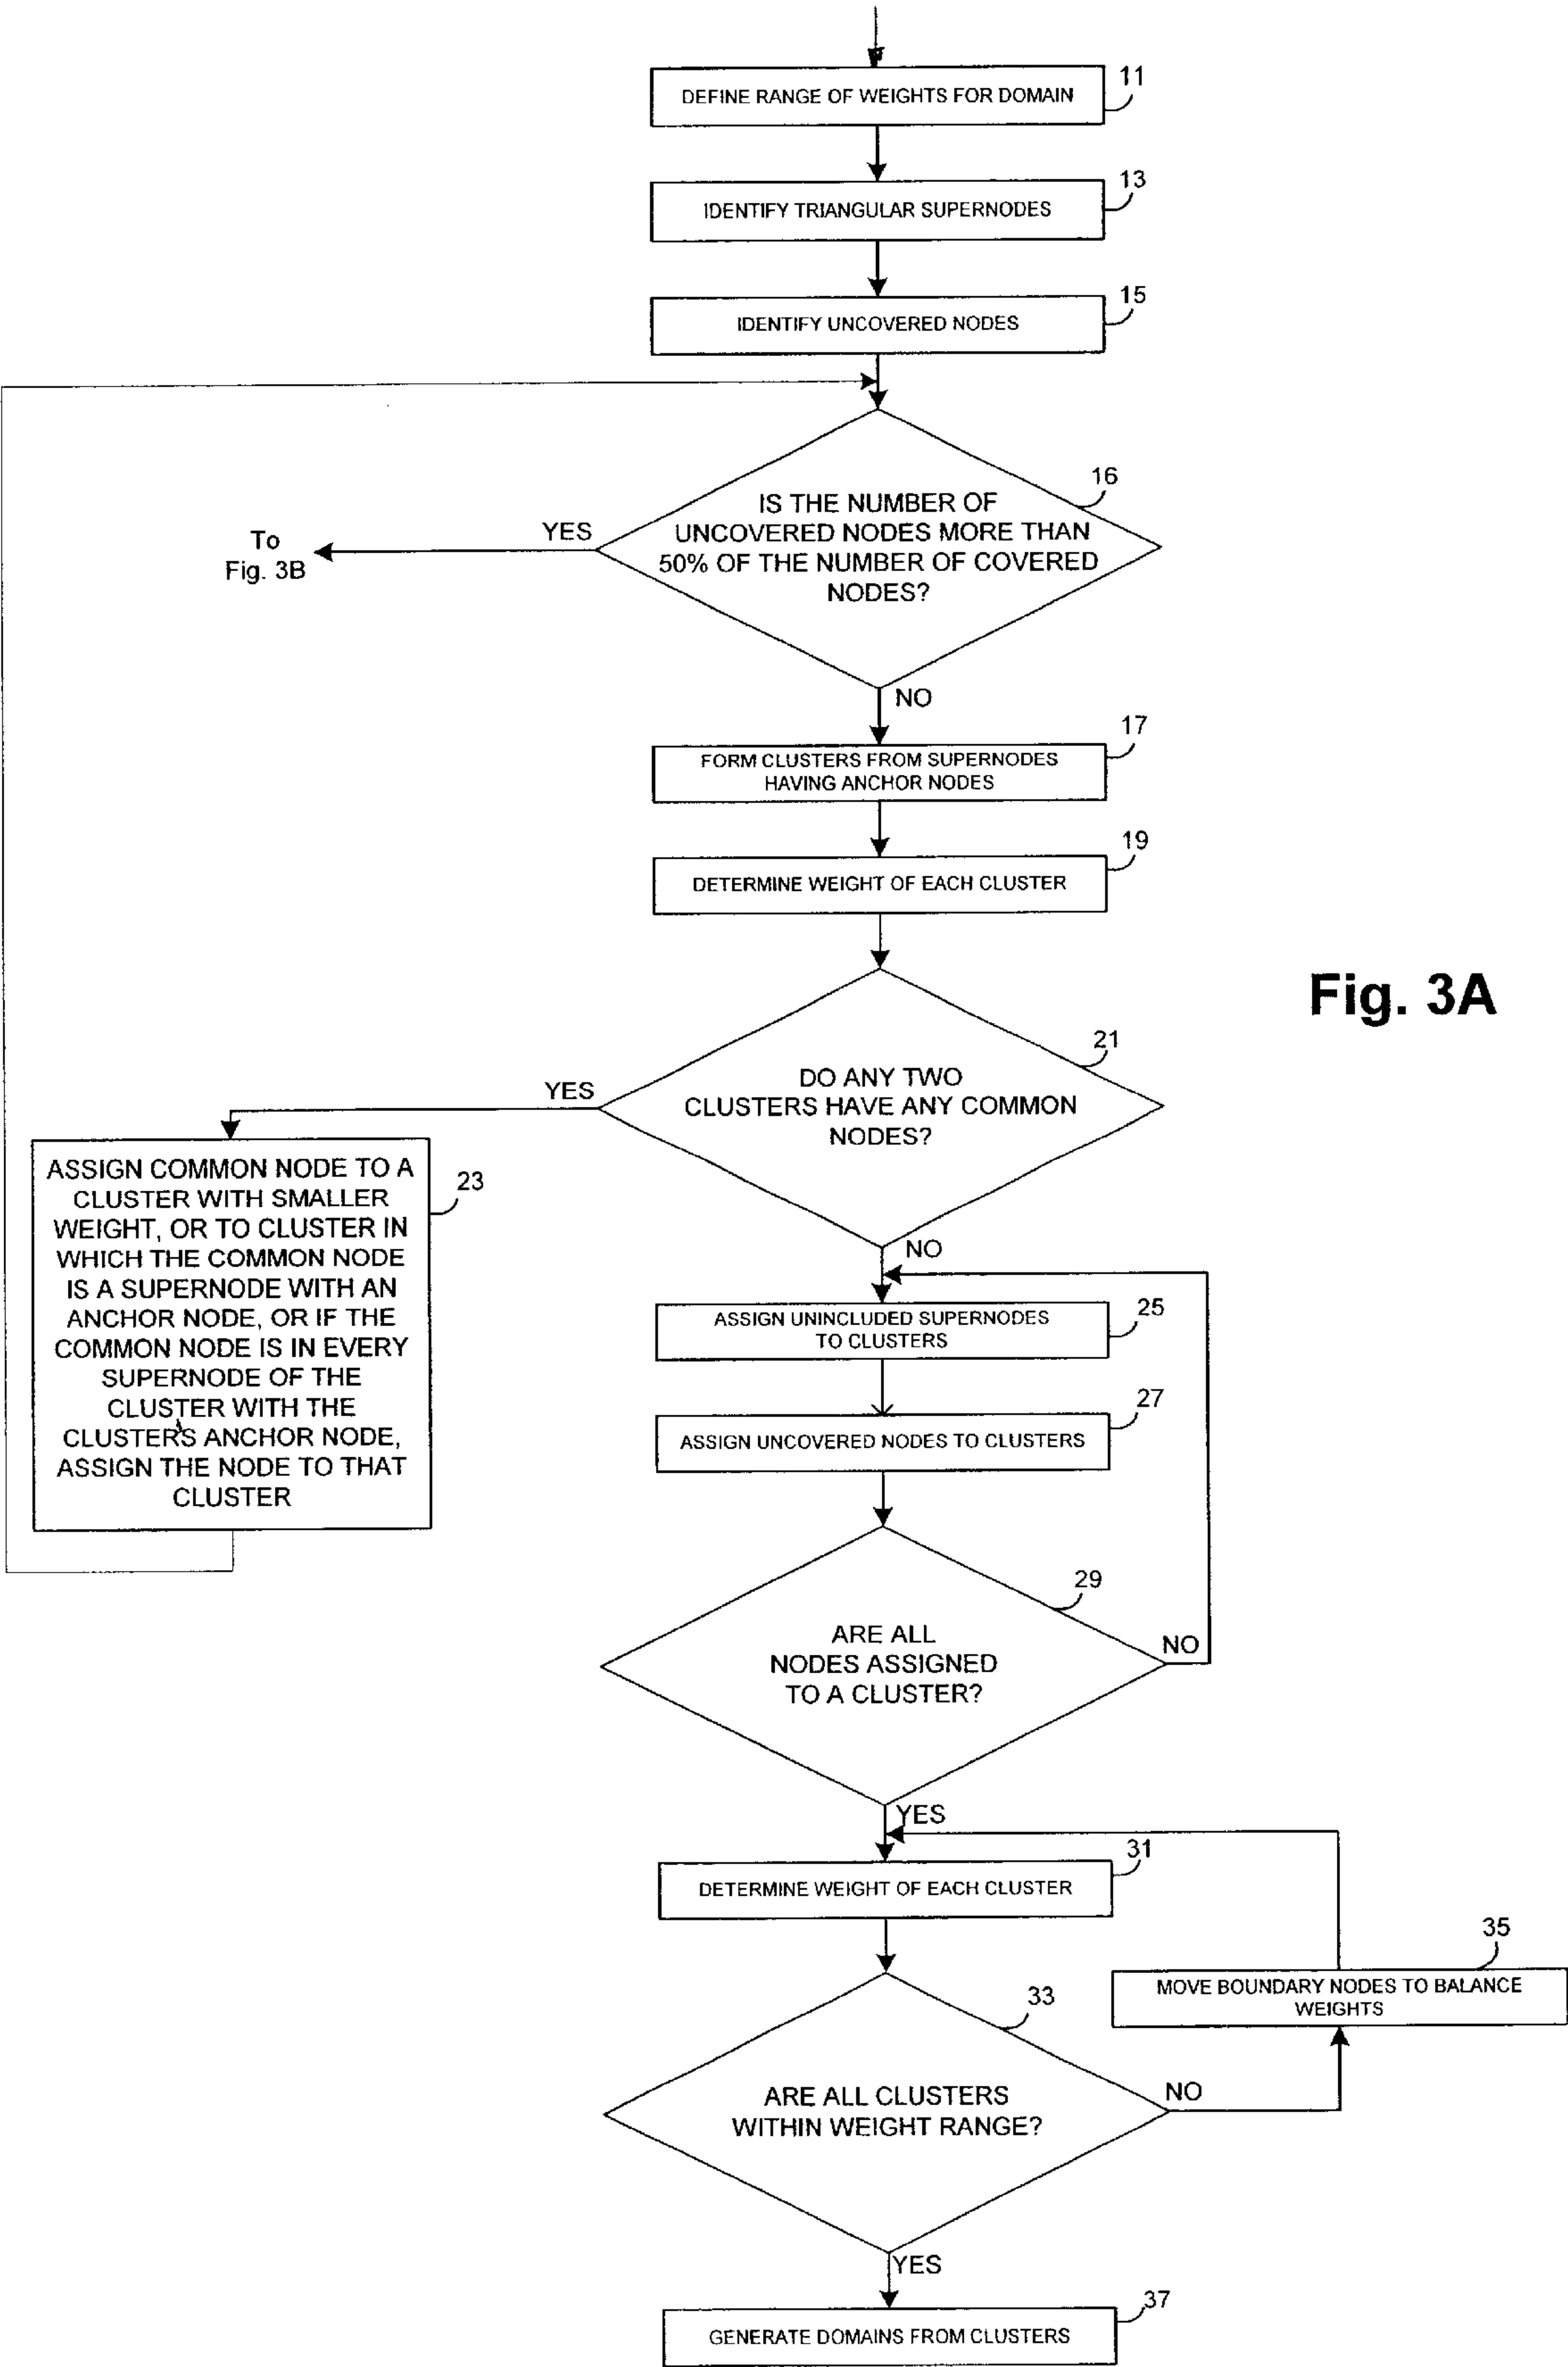 DEFINE RANGE OF WEIGHTS FOR DOMAIN
11
IDENTIFY TRIANGULAR SUPERNODES
13
IDENTIFY UNCOVERED NODES
15
16
IS THE NUMBER OF
UNCOVERED NODES MORE THAN
50% OF THE NUMBER OF COVERED
NODES?
YES
To
Fig. 3B
NO
17
FORM CLUSTERS FROM SUPERNODES
HAVING ANCHOR NODES
19
DETERMINE WEIGHT OF EACH CLUSTER
Fig. 3A
21
DO ANY TWO
CLUSTERS HAVE ANY COMMON
NODES?
YES
ASSIGN COMMON NODE TO A
CLUSTER WITH SMALLER
WEIGHT, OR TO CLUSTER IN
WHICH THE COMMON NODE
IS A SUPERNODE WITH AN
ANCHOR NODE, OR IF THE
COMMON NODE IS IN EVERY
SUPERNODE OF THE
CLUSTER WITH THE
CLUSTERS ANCHOR NODE,
ASSIGN THE NODE TO THAT
CLUSTER
23
NO
ASSIGN UNINCLUDED SUPERNODES
TO CLUSTERS
25
27
ASSIGN UNCOVERED NODES TO CLUSTERS
29
ARE ALL
NODES ASSIGNED
TO A CLUSTER?
NO
YES
31
DETERMINE WEIGHT OF EACH CLUSTER
35
MOVE BOUNDARY NODES TO BALANCE
WEIGHTS
33
ARE ALL CLUSTERS
WITHIN WEIGHT RANGE?
NO
YES
37
GENERATE DOMAINS FROM CLUSTERS